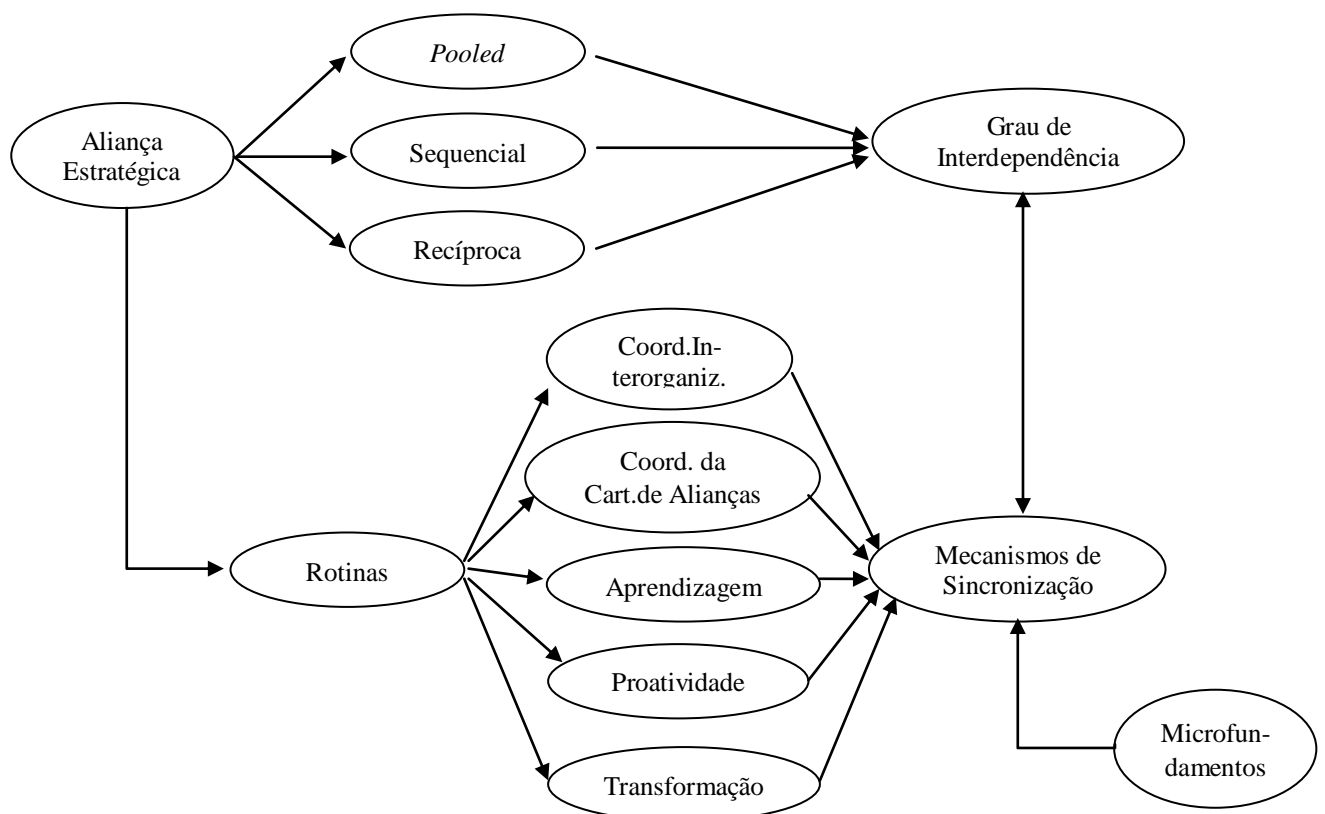 Pooled
Aliança
Estratégica
Sequencial
Grau de
Interdependência
Recíproca
Coord.In-
terorganiz.
Coord. da
Cart.de Alianças
Rotinas
Aprendizagem
Mecanismos de
Sincronização
Proatividade
Microfun-
damentos
Transformação